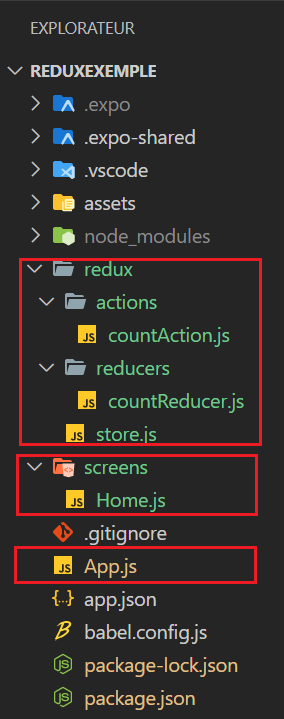 EXPLORATEUR
REDUXEXEMPLE
.expo
.expo-shared
.vscode
assets
node_modules
redux
actions
JS countAction.js
reducers
JS countReducer.js
JS store.js
screens
JS Home.js
.gitignore
JS App.js
{..} app.json
B babel.config.js
JS package-lock.json
JS package.json